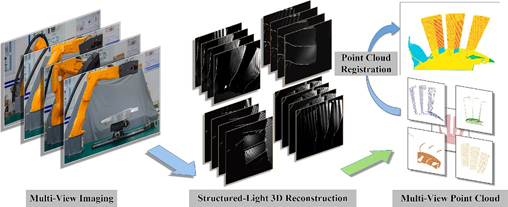 Point Cloud
Registration
Multi-View Imaging
Structured-Light 3D Reconstruction
Multi-View Point Cloud